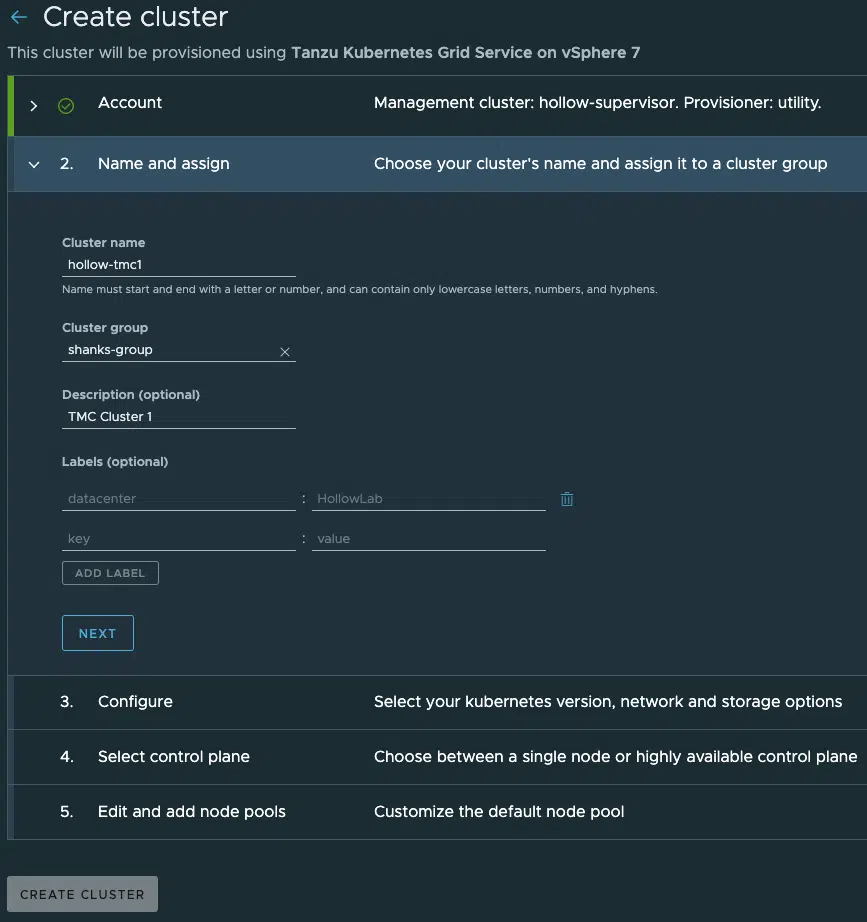 Create cluster
This cluster will be provisioned using Tanzu Kubernetes Grid Service on vSphere 7
Account Management cluster: hollow-supervisor. Provisioner: utility.
2. Name and assign Choose your cluster's name and assign it to a cluster group
Cluster name
hollow-tmc1
Name must start and end with a letter or number, and can contain only lowercase letters, numbers, and hyphens.
Cluster group
shanks-group
Description (optional)
TMC Cluster 1
Labels (optional)
datacenter : HollowLab
key : value
ADD LABEL
NEXT
3. Configure Select your kubernetes version, network and storage options
4. Select control plane Choose between a single node or highly available control plane
5. Edit and add node pools Customize the default node pool
CREATE CLUSTER